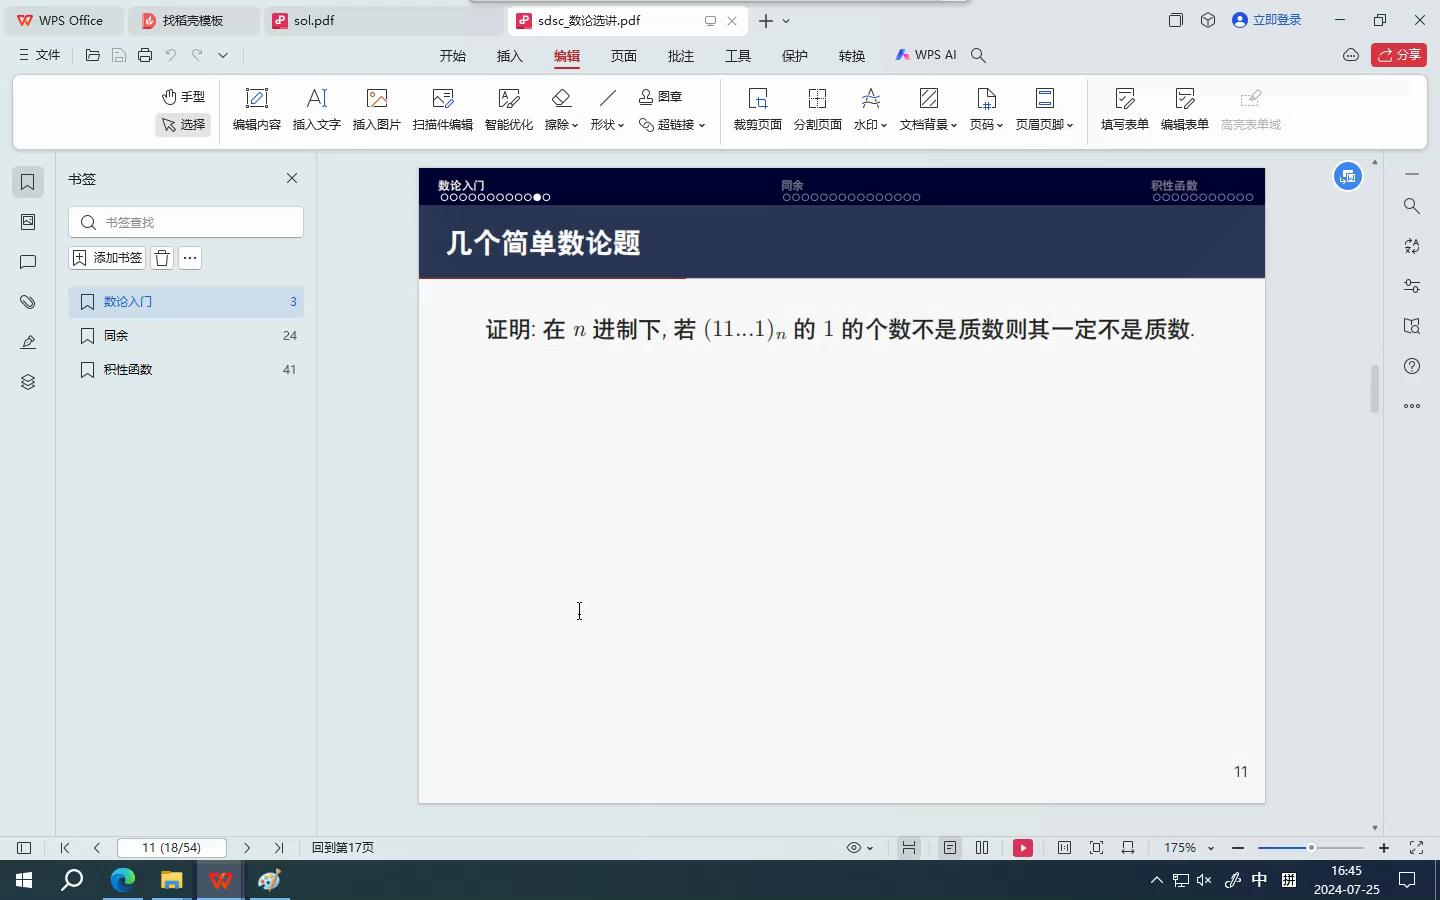 WPS Office
找稻壳模板
sol.pdf
sdsc_数论选讲.pdf
立即登录
文件
开始
插入
编辑
页面
批注
工具
保护
转换
WPS AI
分享
手型
选择
编辑内容
插入文字
插入图片
扫描件编辑
智能优化
擦除
形状
图章
超链接
裁剪页面
分割页面
水印
文档背景
页码
页眉页脚
填写表单
编辑表单
高亮表单域
书签
书签查找
添加书签
数论入门 3
同余 24
积性函数 41
数论入门
同余
积性函数
几个简单数论题
证明: 在 n 进制下, 若 (11...1)ₙ 的 1 的个数不是质数则其一定不是质数.
11
11 (18/54)
回到第17页
175%
中
拼
16:45
2024-07-25